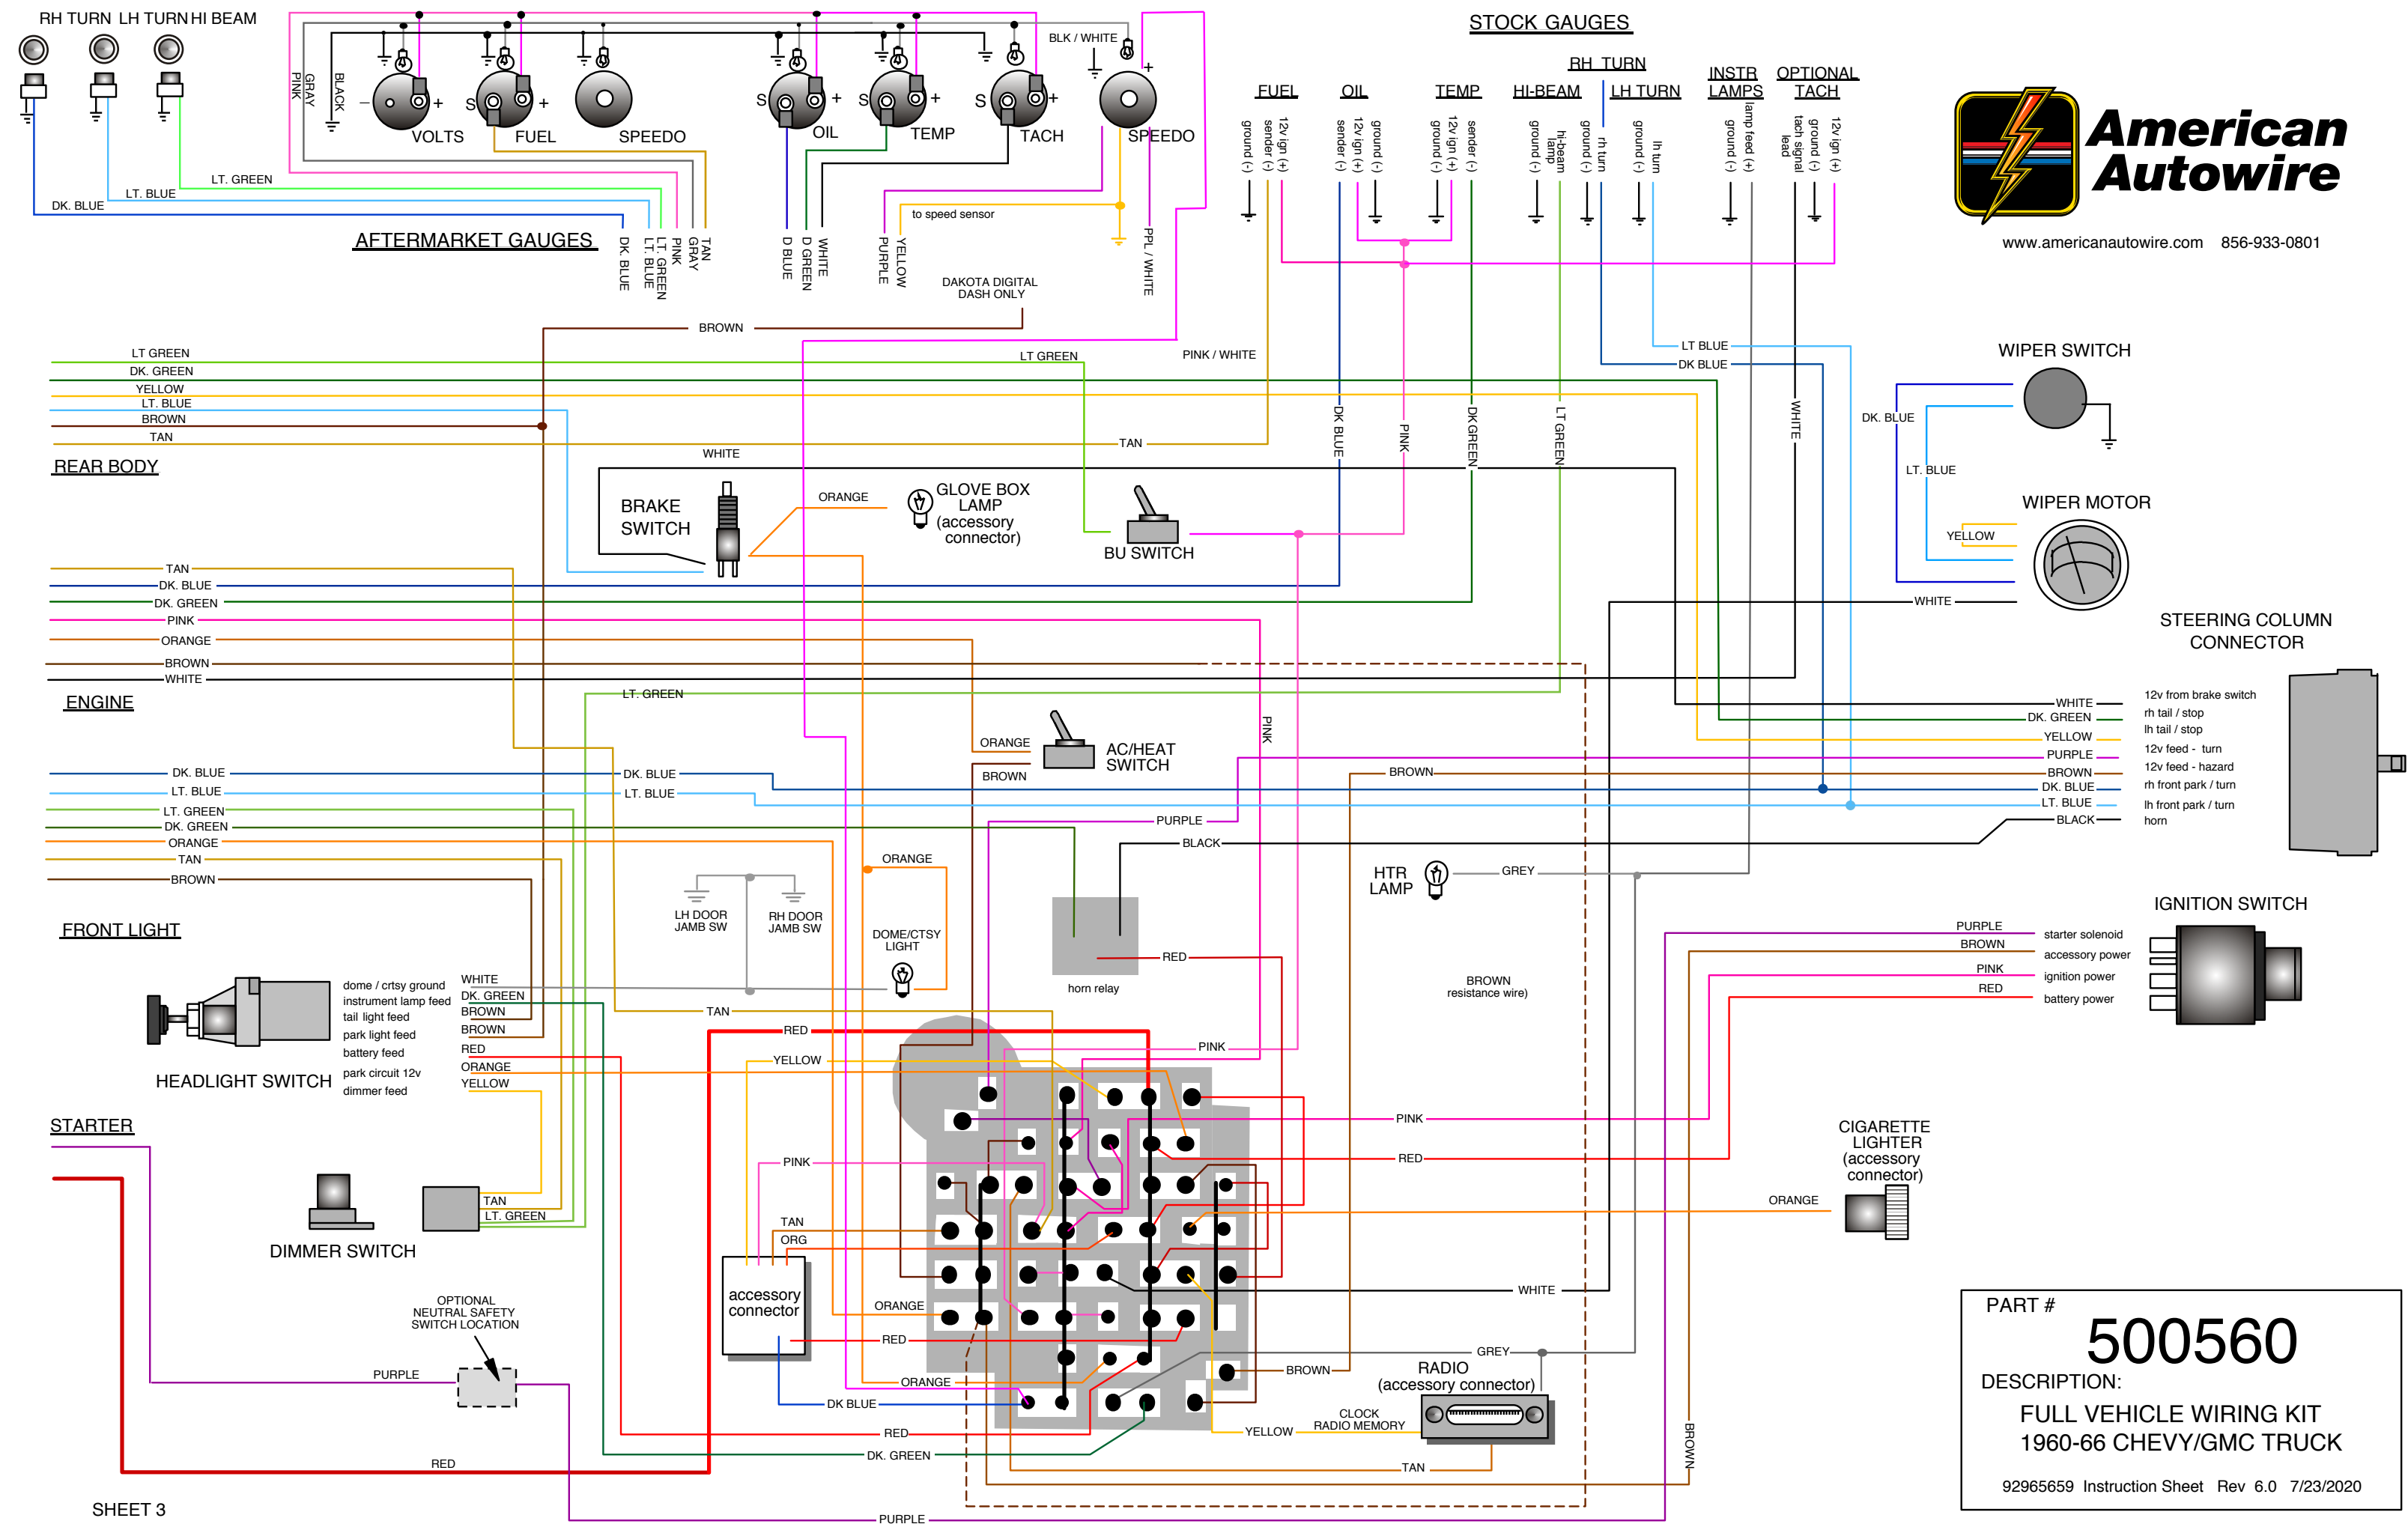 RH TURN LH TURN HI BEAM
PINK
GRAY
BLACK
BLK / WHITE
+
−
+
S
+
S
+
S
+
S
+
VOLTS
FUEL
SPEEDO
OIL
TEMP
TACH
SPEEDO
LT. GREEN
LT. BLUE
DK. BLUE
to speed sensor
AFTERMARKET GAUGES
DK. BLUE
LT. BLUE
LT. GREEN
PINK
GRAY
TAN
D BLUE
D GREEN
WHITE
PURPLE
YELLOW
PPL / WHITE
DAKOTA DIGITAL
DASH ONLY
BROWN
STOCK GAUGES
FUEL
OIL
TEMP
HI-BEAM
RH TURN
LH TURN
INSTR
LAMPS
OPTIONAL
TACH
ground (-)
sender (-)
12v ign (+)
sender (-)
12v ign (+)
ground (-)
ground (-)
12v ign (+)
sender (-)
ground (-)
hi-beam
lamp
ground (-)
rh turn
ground (-)
lh turn
ground (-)
lamp feed (+)
tach signal
lead
ground (-)
12v ign (+)
American
Autowire
www.americanautowire.com 856-933-0801
LT GREEN
DK. GREEN
YELLOW
LT. BLUE
BROWN
TAN
REAR BODY
LT GREEN
PINK / WHITE
TAN
WHITE
LT BLUE
DK BLUE
DK BLUE
PINK
DKGREEN
LT GREEN
WHITE
WIPER SWITCH
DK. BLUE
LT. BLUE
WIPER MOTOR
YELLOW
WHITE
BRAKE
SWITCH
ORANGE
GLOVE BOX
LAMP
(accessory
connector)
BU SWITCH
TAN
DK. BLUE
DK. GREEN
PINK
ORANGE
BROWN
WHITE
ENGINE
LT. GREEN
PINK
ORANGE
BROWN
AC/HEAT
SWITCH
STEERING COLUMN
CONNECTOR
WHITE
12v from brake switch
DK. GREEN
rh tail / stop
YELLOW
lh tail / stop
PURPLE
12v feed - turn
BROWN
12v feed - hazard
DK. BLUE
rh front park / turn
LT. BLUE
lh front park / turn
BLACK
horn
DK. BLUE
LT. BLUE
LT. GREEN
DK. GREEN
ORANGE
TAN
BROWN
FRONT LIGHT
DK. BLUE
LT. BLUE
BROWN
PURPLE
BLACK
ORANGE
LH DOOR
JAMB SW
RH DOOR
JAMB SW
DOME/CTSY
LIGHT
RED
horn relay
HTR
LAMP
GREY
BROWN
resistance wire)
IGNITION SWITCH
PURPLE
starter solenoid
BROWN
accessory power
PINK
ignition power
RED
battery power
HEADLIGHT SWITCH
dome / crtsy ground
WHITE
instrument lamp feed
DK. GREEN
tail light feed
BROWN
park light feed
BROWN
battery feed
RED
park circuit 12v
ORANGE
dimmer feed
YELLOW
TAN
RED
YELLOW
PINK
PINK
PINK
RED
STARTER
DIMMER SWITCH
TAN
LT. GREEN
TAN
ORG
accessory
connector
ORANGE
RED
ORANGE
DK BLUE
RED
DK. GREEN
OPTIONAL
NEUTRAL SAFETY
SWITCH LOCATION
PURPLE
RED
CIGARETTE
LIGHTER
(accessory
connector)
ORANGE
WHITE
GREY
BROWN
RADIO
(accessory connector)
CLOCK
RADIO MEMORY
YELLOW
TAN
BROWN
PURPLE
SHEET 3
PART #
500560
DESCRIPTION:
FULL VEHICLE WIRING KIT
1960-66 CHEVY/GMC TRUCK
92965659 Instruction Sheet Rev 6.0 7/23/2020